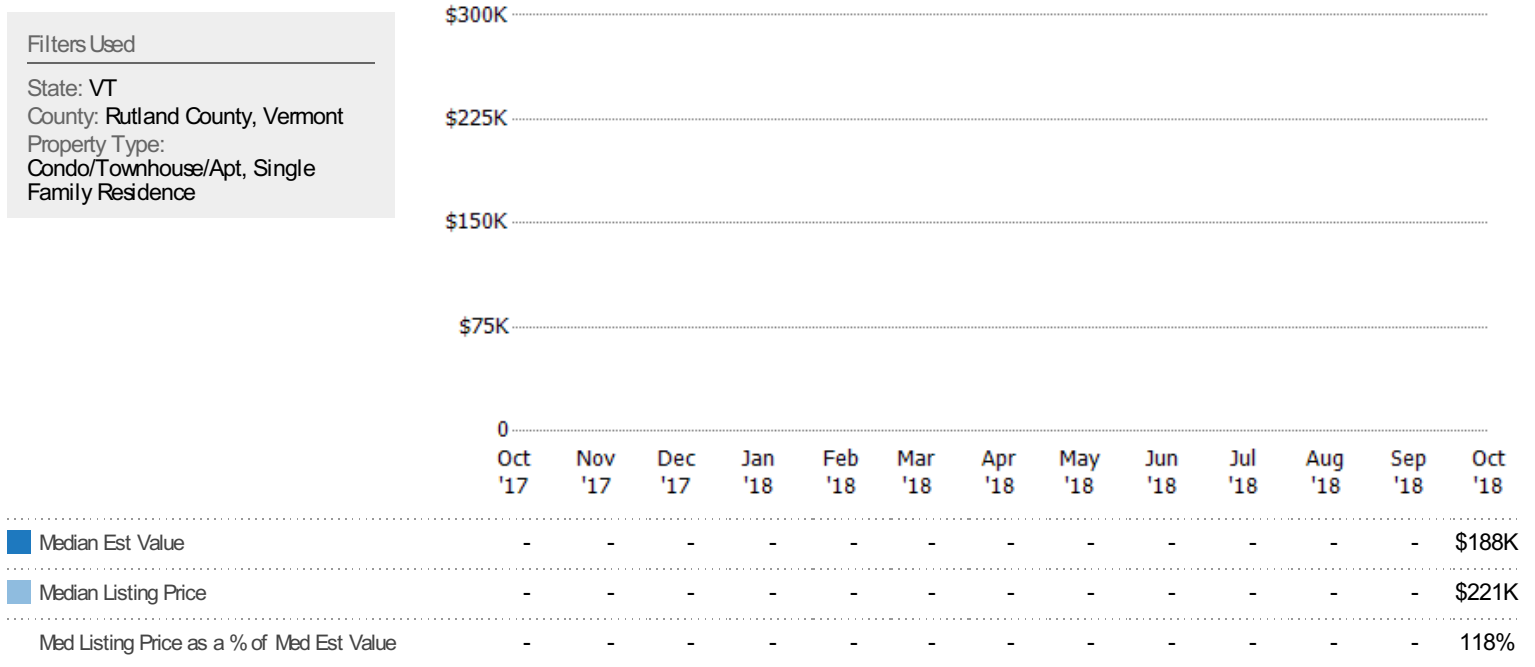 Filters Used
State: VT
County: Rutland County, Vermont
Property Type:
Condo/Townhouse/Apt, Single
Family Residence
$300K
$225K
$150K
$75K
0
Oct Nov Dec Jan Feb Mar Apr May Jun Jul Aug Sep Oct
'17 '17 '17 '18 '18 '18 '18 '18 '18 '18 '18 '18 '18
Median Est Value - - - - - - - - - - - - $188K
Median Listing Price - - - - - - - - - - - - $221K
Med Listing Price as a % of Med Est Value - - - - - - - - - - - - 118%